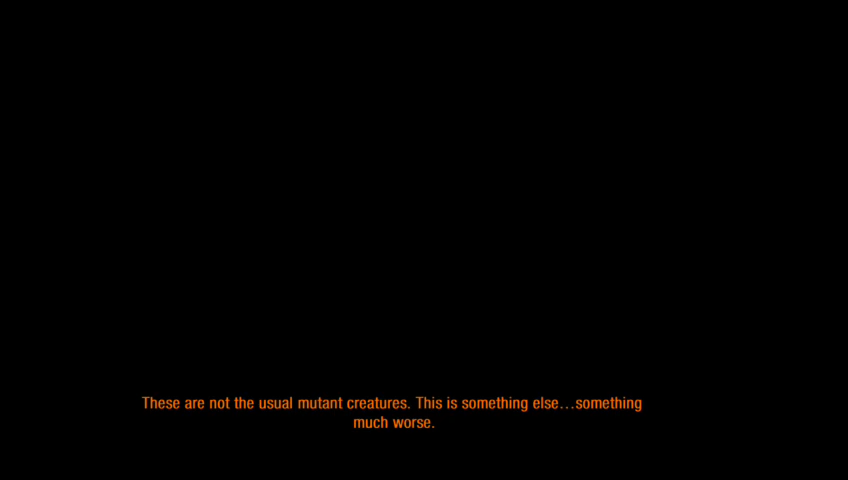 These are not the usual mutant creatures. This is something else…something
much worse.